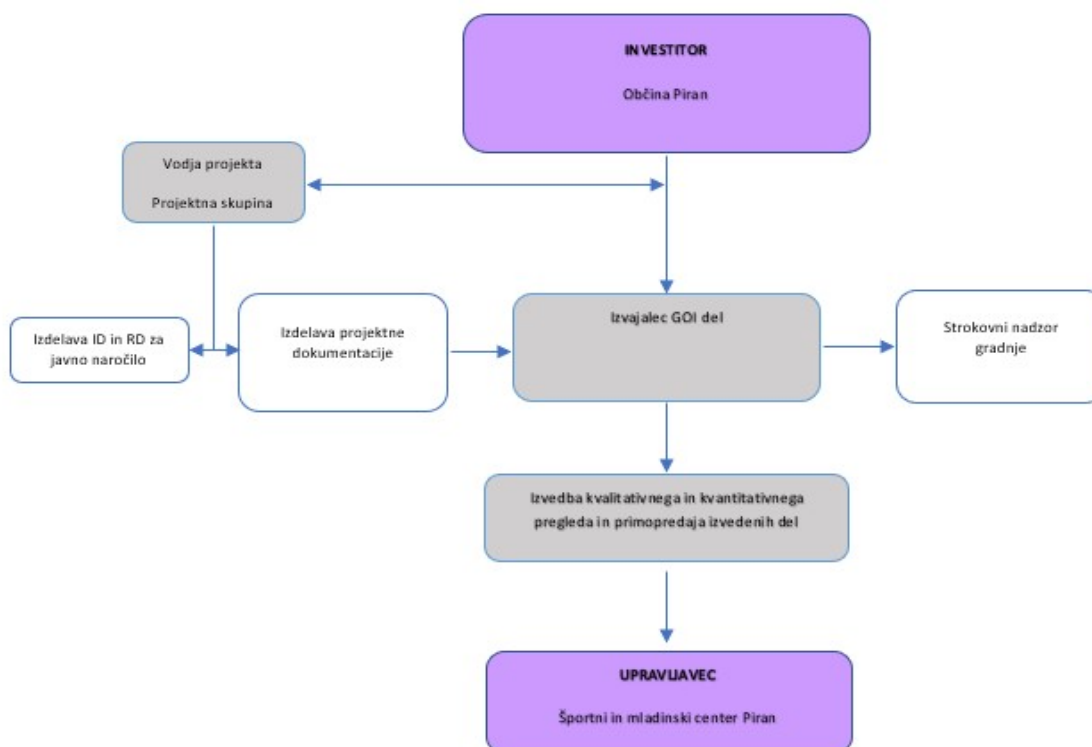 INVESTITOR
Občina Piran
Vodja projekta
Projektna skupina
Izdelava ID in RD za
javno naročilo
Izdelava projektne
dokumentacije
Izvajalec GOI del
Strokovni nadzor
gradnje
Izvedba kvalitativnega in kvantitativnega
pregleda in primopredaja izvedenih del
UPRAVLJAVEC
Športni in mladinski center Piran